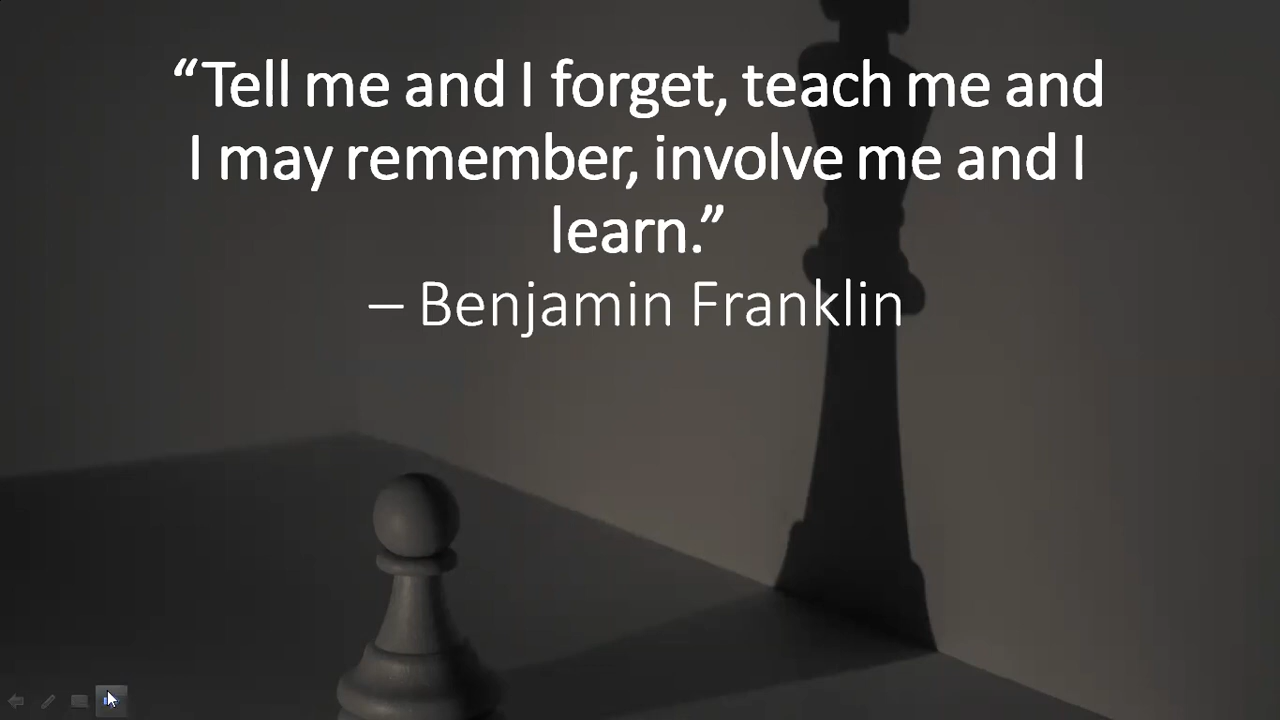 “Tell me and I forget, teach me and
I may remember, involve me and I
learn.”
– Benjamin Franklin